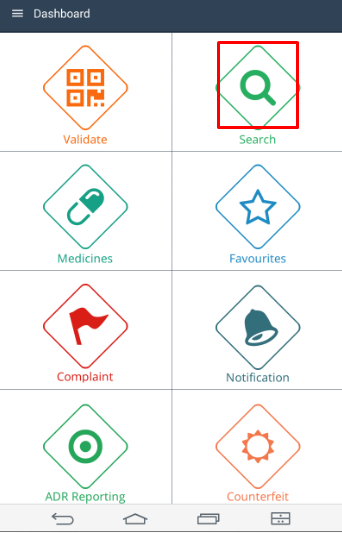 Dashboard
Validate
Search
Medicines
Favourites
Complaint
Notification
ADR Reporting
Counterfeit